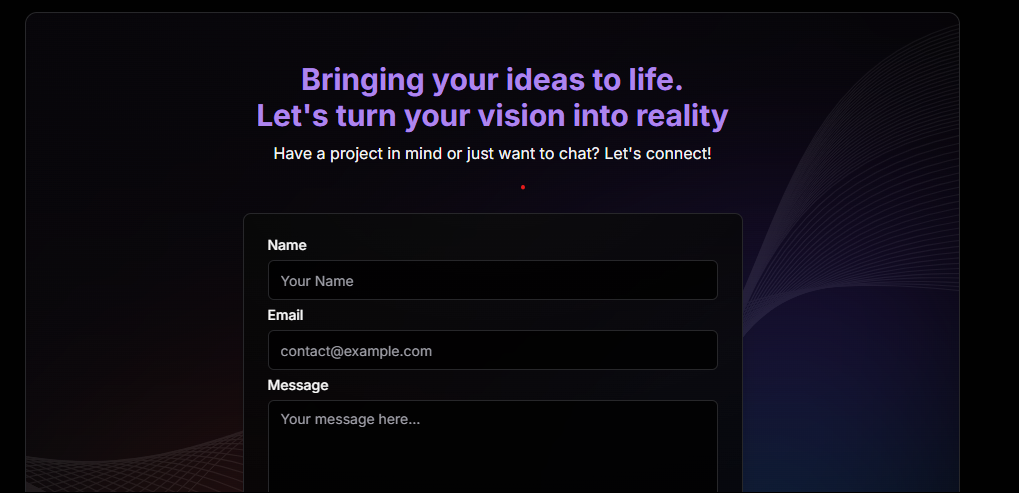 Bringing your ideas to life.
Let's turn your vision into reality
Have a project in mind or just want to chat? Let's connect!
Name
Your Name
Email
contact@example.com
Message
Your message here...